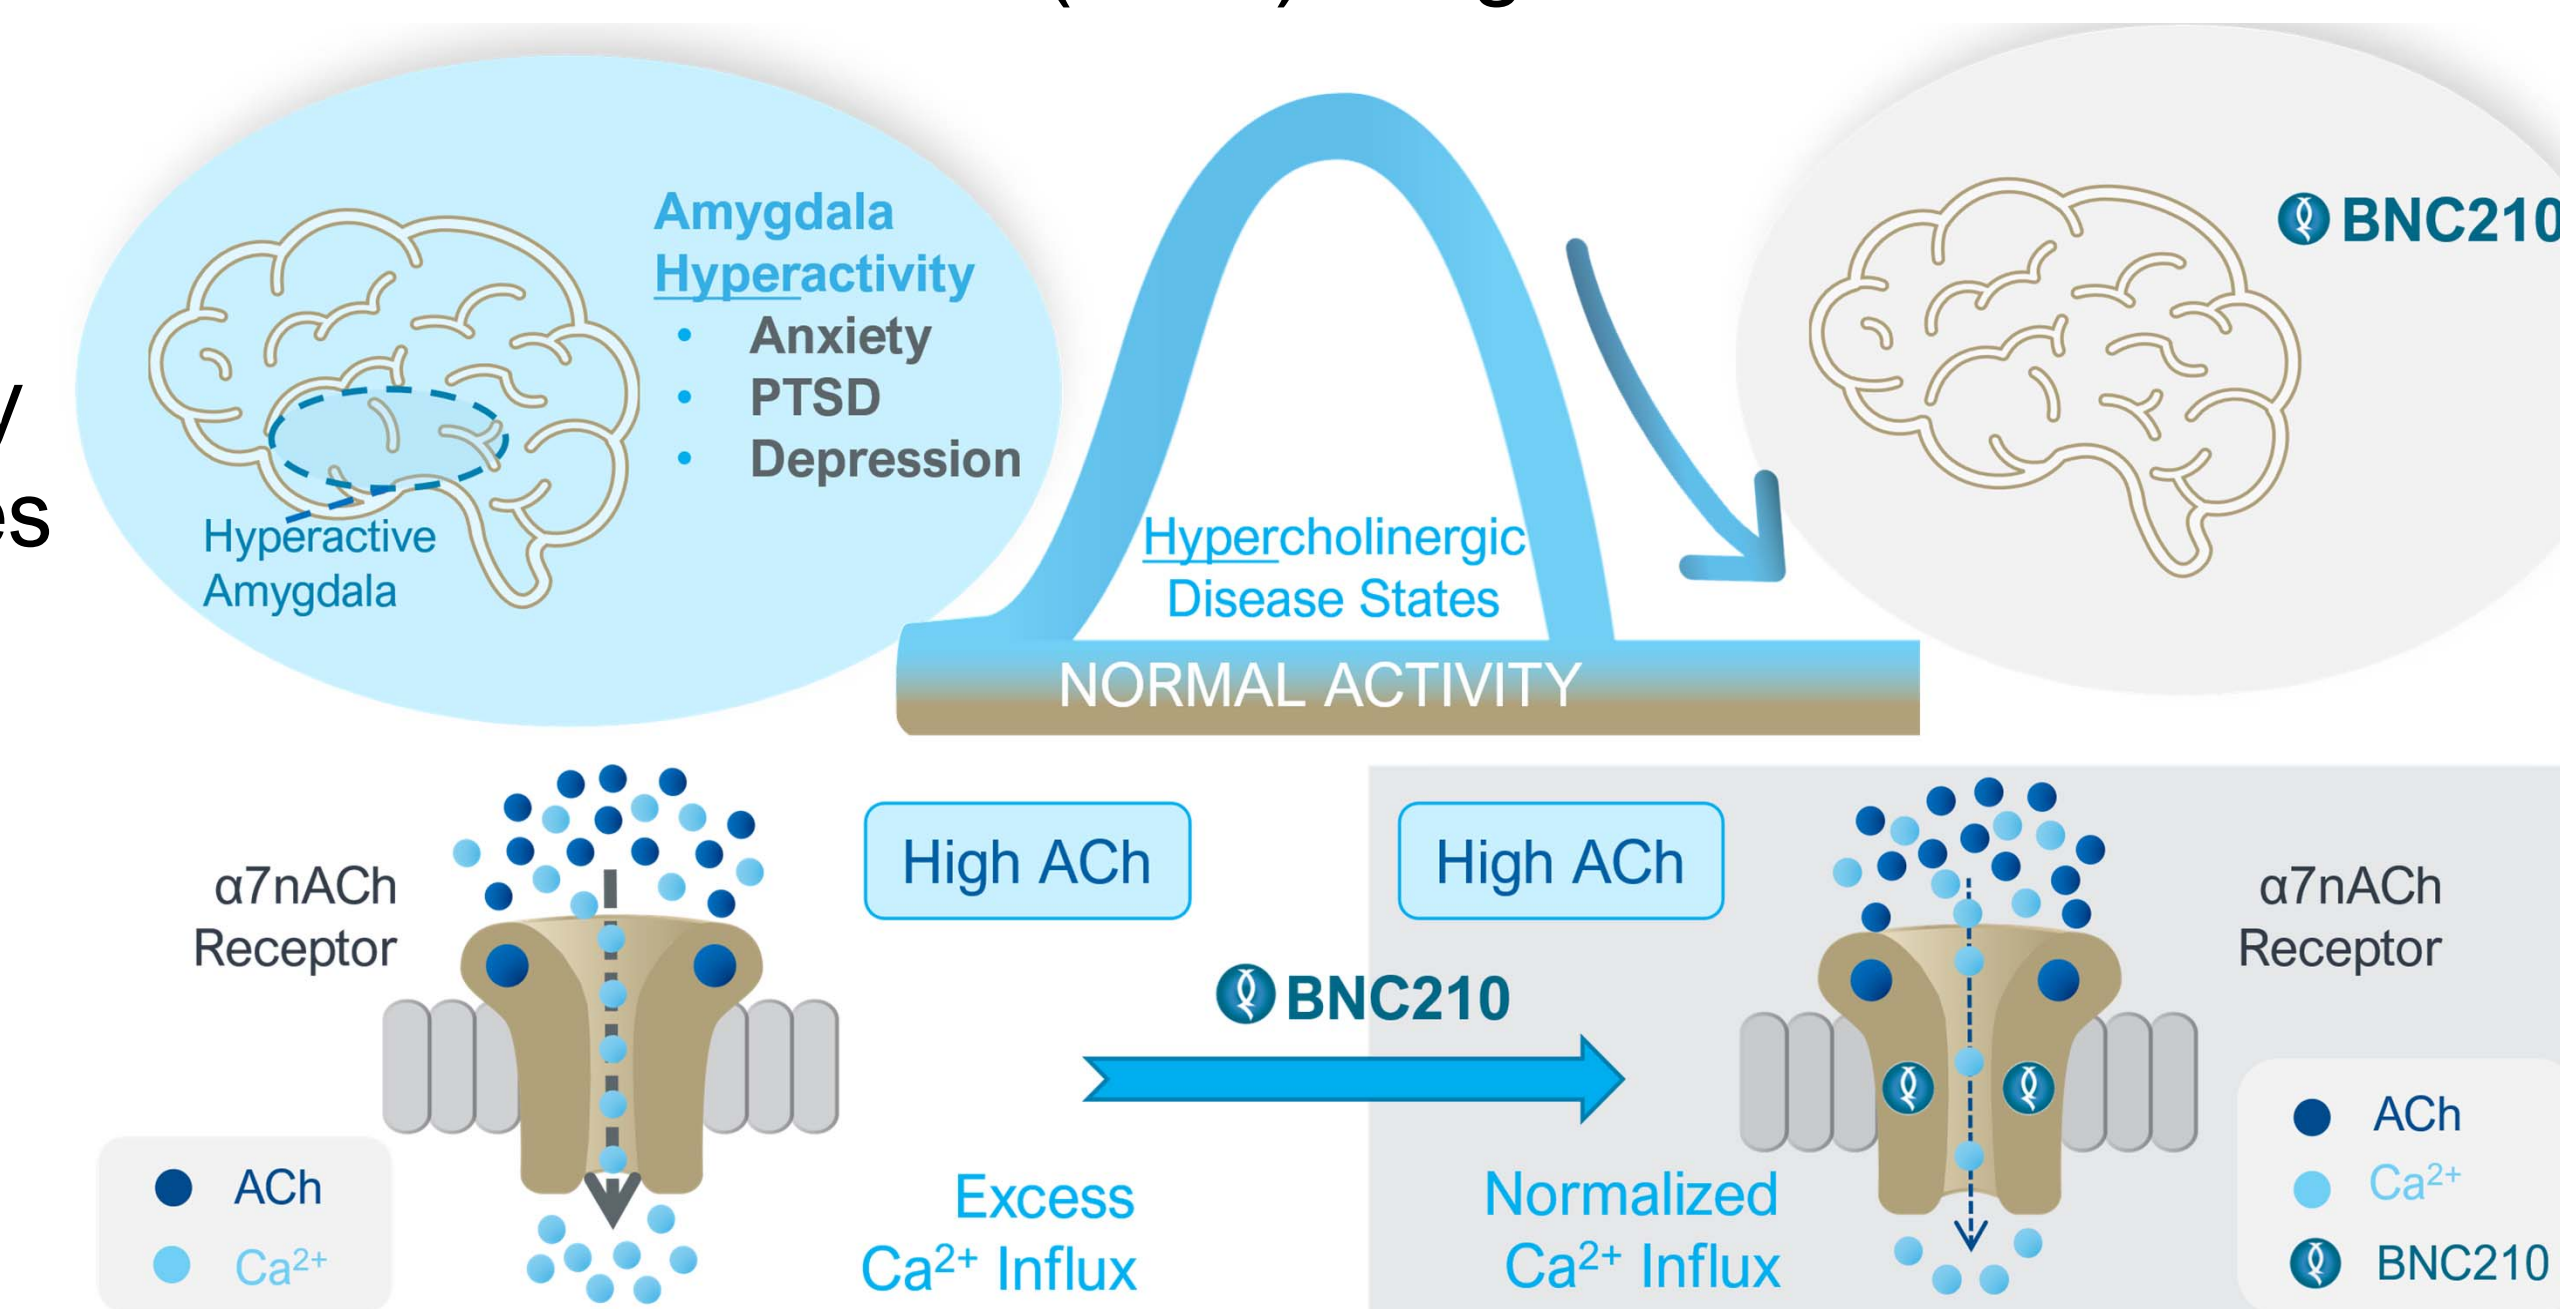 Amygdala
Hyperactivity
• Anxiety
• PTSD
• Depression
Hyperactive
Amygdala
Hypercholinergic
Disease States
NORMAL ACTIVITY
BNC210
es
α7nACh
Receptor
High ACh
ACh
Ca²⁺
Excess
Ca²⁺ Influx
BNC210
High ACh
Normalized
Ca²⁺ Influx
α7nACh
Receptor
ACh
Ca²⁺
BNC210